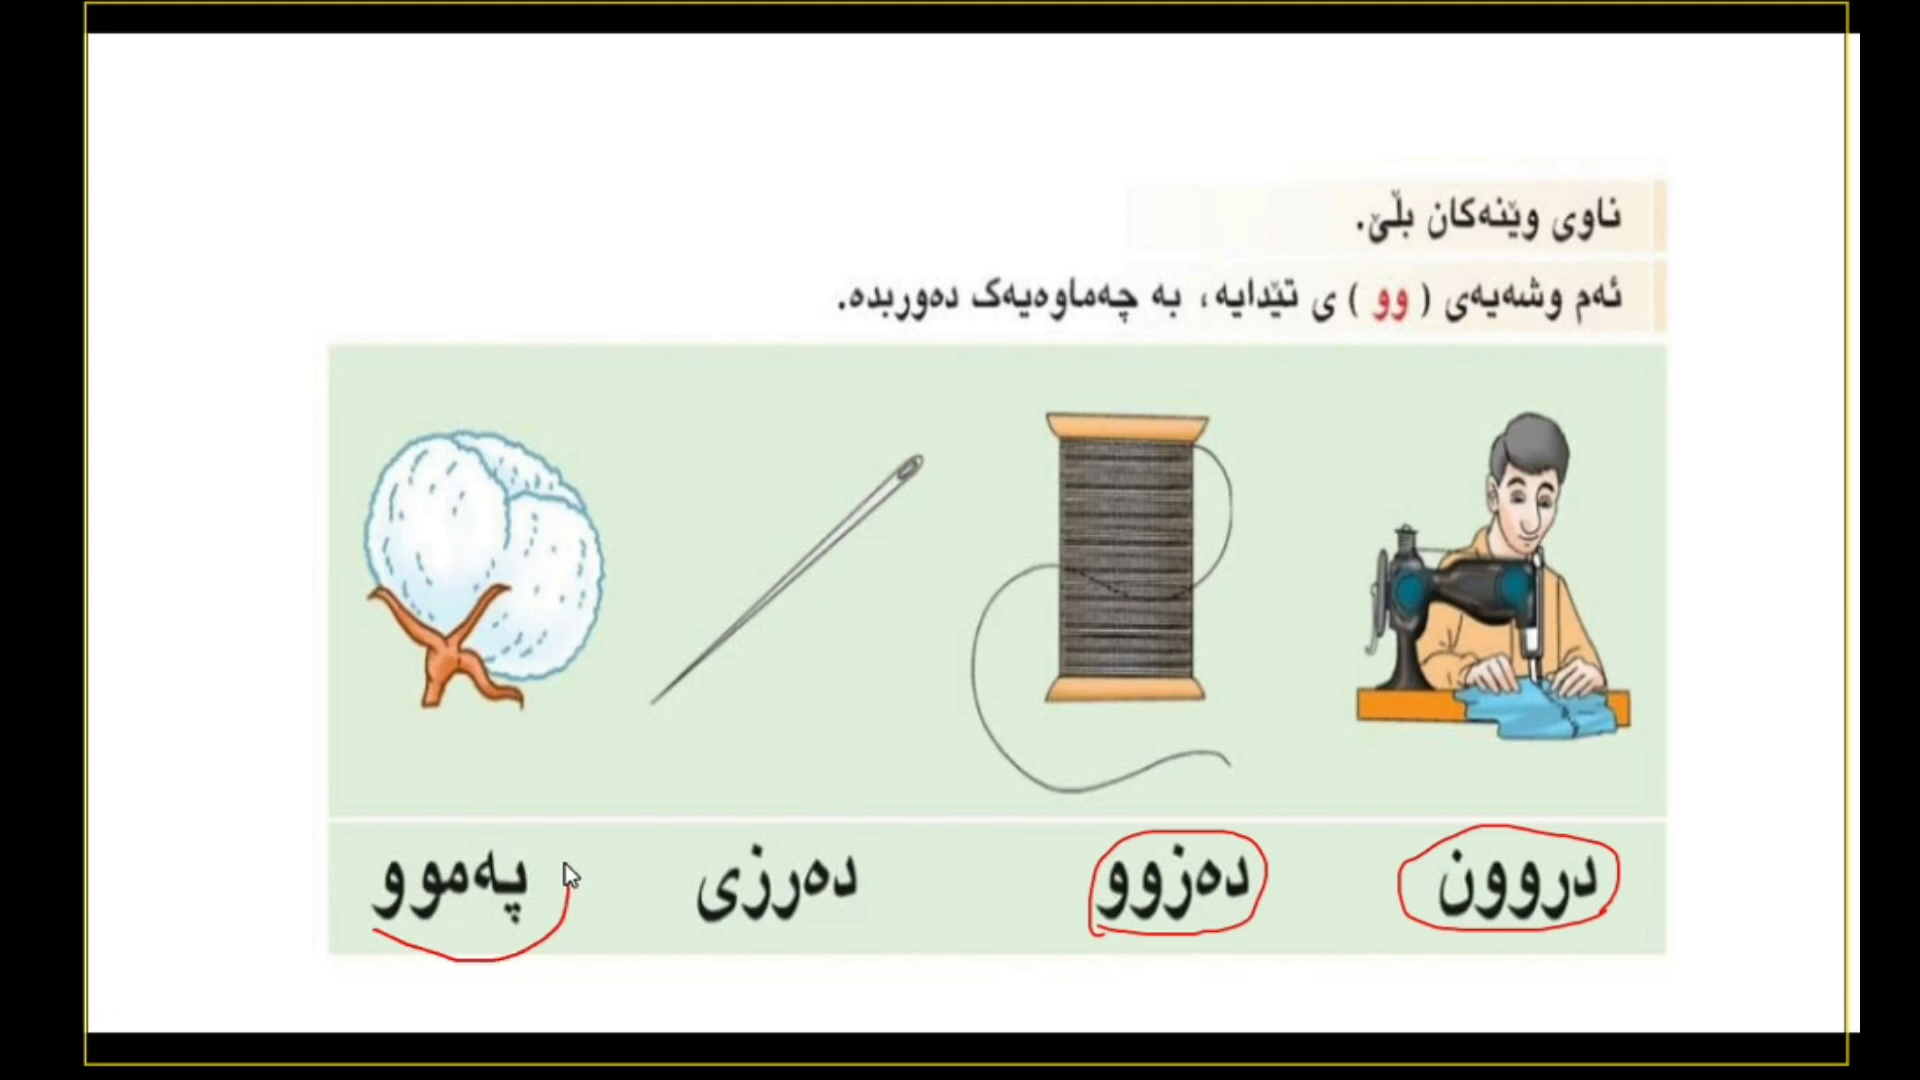 ناوی وێنەکان بڵێ.
ئەم وشەیەی ( وو ) ی تێدایە، بە چەماوەیەک دەوربدە.
دروون دەزوو دەرزی پەموو